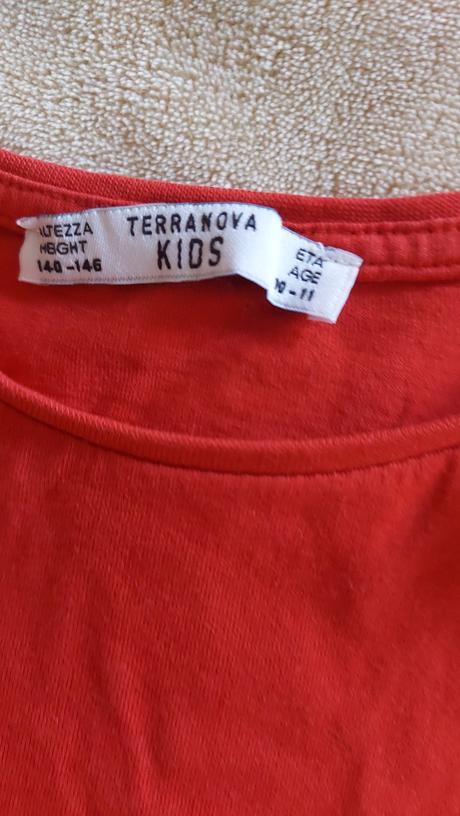 ALTEZZA
HEIGHT
140-146
TERRANOVA
KIDS
ETA'
AGE
10-11